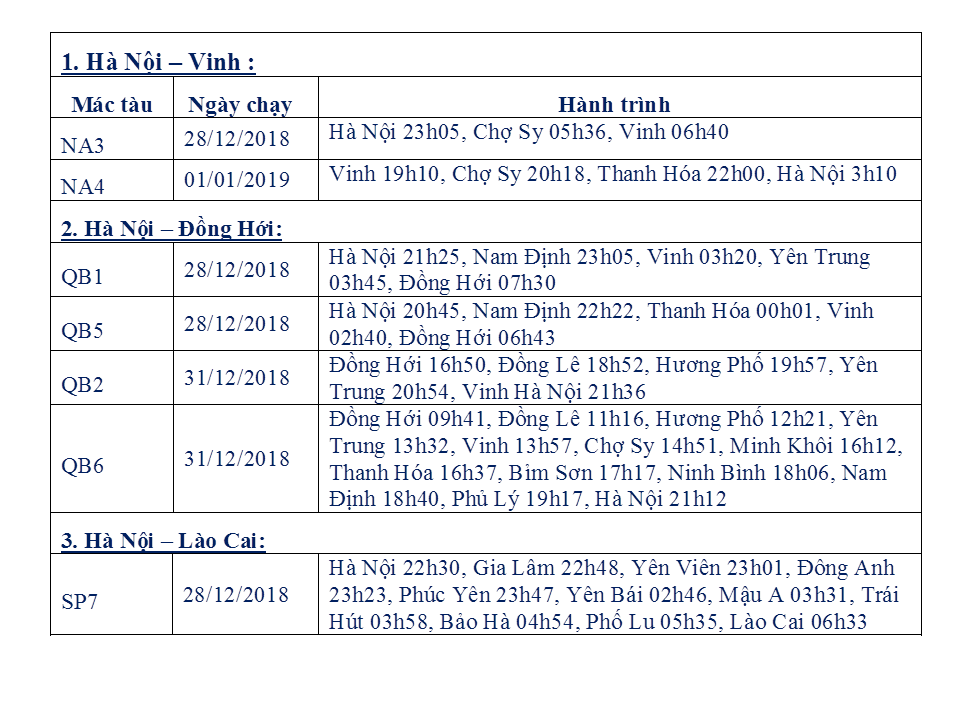 1. Hà Nội – Vinh :
Mác tàu Ngày chạy Hành trình
NA3 28/12/2018 Hà Nội 23h05, Chợ Sy 05h36, Vinh 06h40
NA4 01/01/2019 Vinh 19h10, Chợ Sy 20h18, Thanh Hóa 22h00, Hà Nội 3h10
2. Hà Nội – Đồng Hới:
QB1 28/12/2018 Hà Nội 21h25, Nam Định 23h05, Vinh 03h20, Yên Trung
03h45, Đồng Hới 07h30
QB5 28/12/2018 Hà Nội 20h45, Nam Định 22h22, Thanh Hóa 00h01, Vinh
02h40, Đồng Hới 06h43
QB2 31/12/2018 Đồng Hới 16h50, Đồng Lê 18h52, Hương Phố 19h57, Yên
Trung 20h54, Vinh Hà Nội 21h36
QB6 31/12/2018 Đồng Hới 09h41, Đồng Lê 11h16, Hương Phố 12h21, Yên
Trung 13h32, Vinh 13h57, Chợ Sy 14h51, Minh Khôi 16h12,
Thanh Hóa 16h37, Bỉm Sơn 17h17, Ninh Bình 18h06, Nam
Định 18h40, Phủ Lý 19h17, Hà Nội 21h12
3. Hà Nội – Lào Cai:
SP7 28/12/2018 Hà Nội 22h30, Gia Lâm 22h48, Yên Viên 23h01, Đông Anh
23h23, Phúc Yên 23h47, Yên Bái 02h46, Mậu A 03h31, Trái
Hút 03h58, Bảo Hà 04h54, Phố Lu 05h35, Lào Cai 06h33